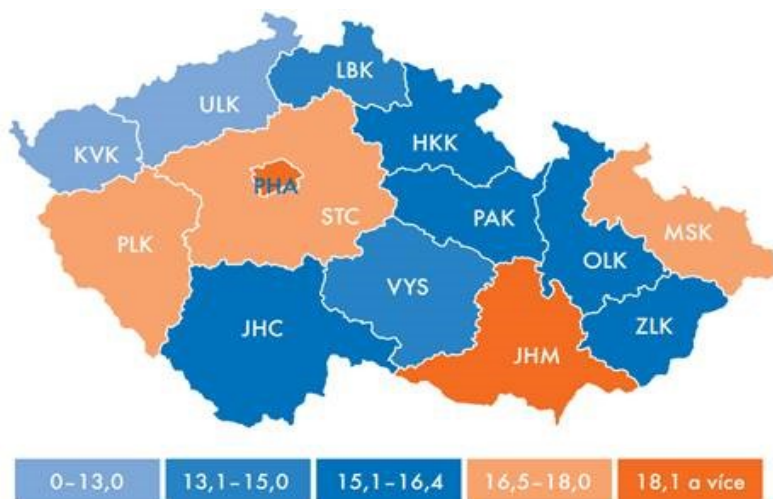 LBK
ULK
HKK
KVK
PHA
STC
PAK
PLK
MSK
OLK
VYS
ZLK
JHC
JHM
0–13,0 13,1–15,0 15,1–16,4 16,5–18,0 18,1 a více